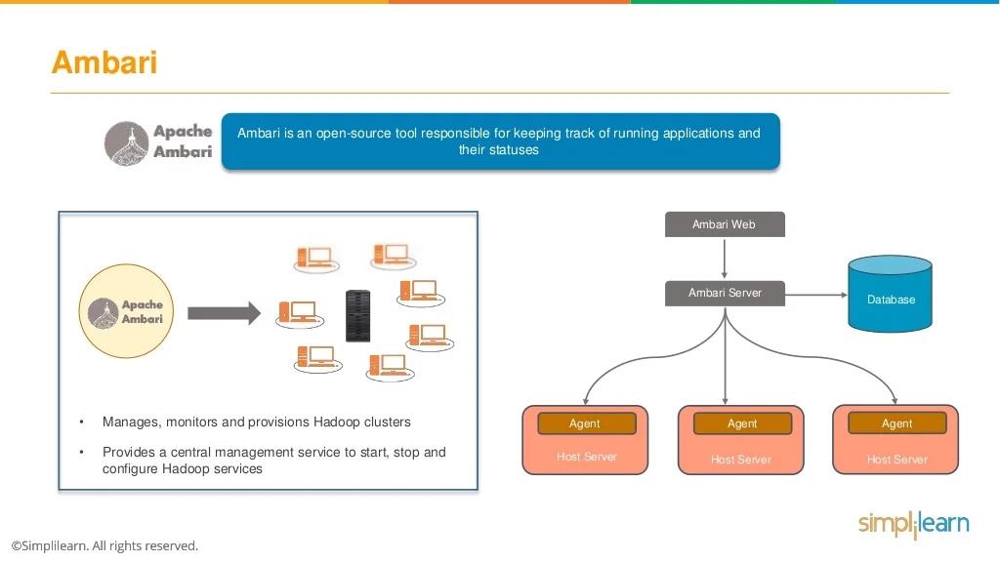 Ambari
Apache
Ambari
Ambari is an open-source tool responsible for keeping track of running applications and
their statuses
Apache
Ambari
• Manages, monitors and provisions Hadoop clusters
• Provides a central management service to start, stop and
configure Hadoop services
Ambari Web
Ambari Server
Database
Agent
Host Server
Agent
Host Server
Agent
Host Server
simplilearn
©Simplilearn. All rights reserved.